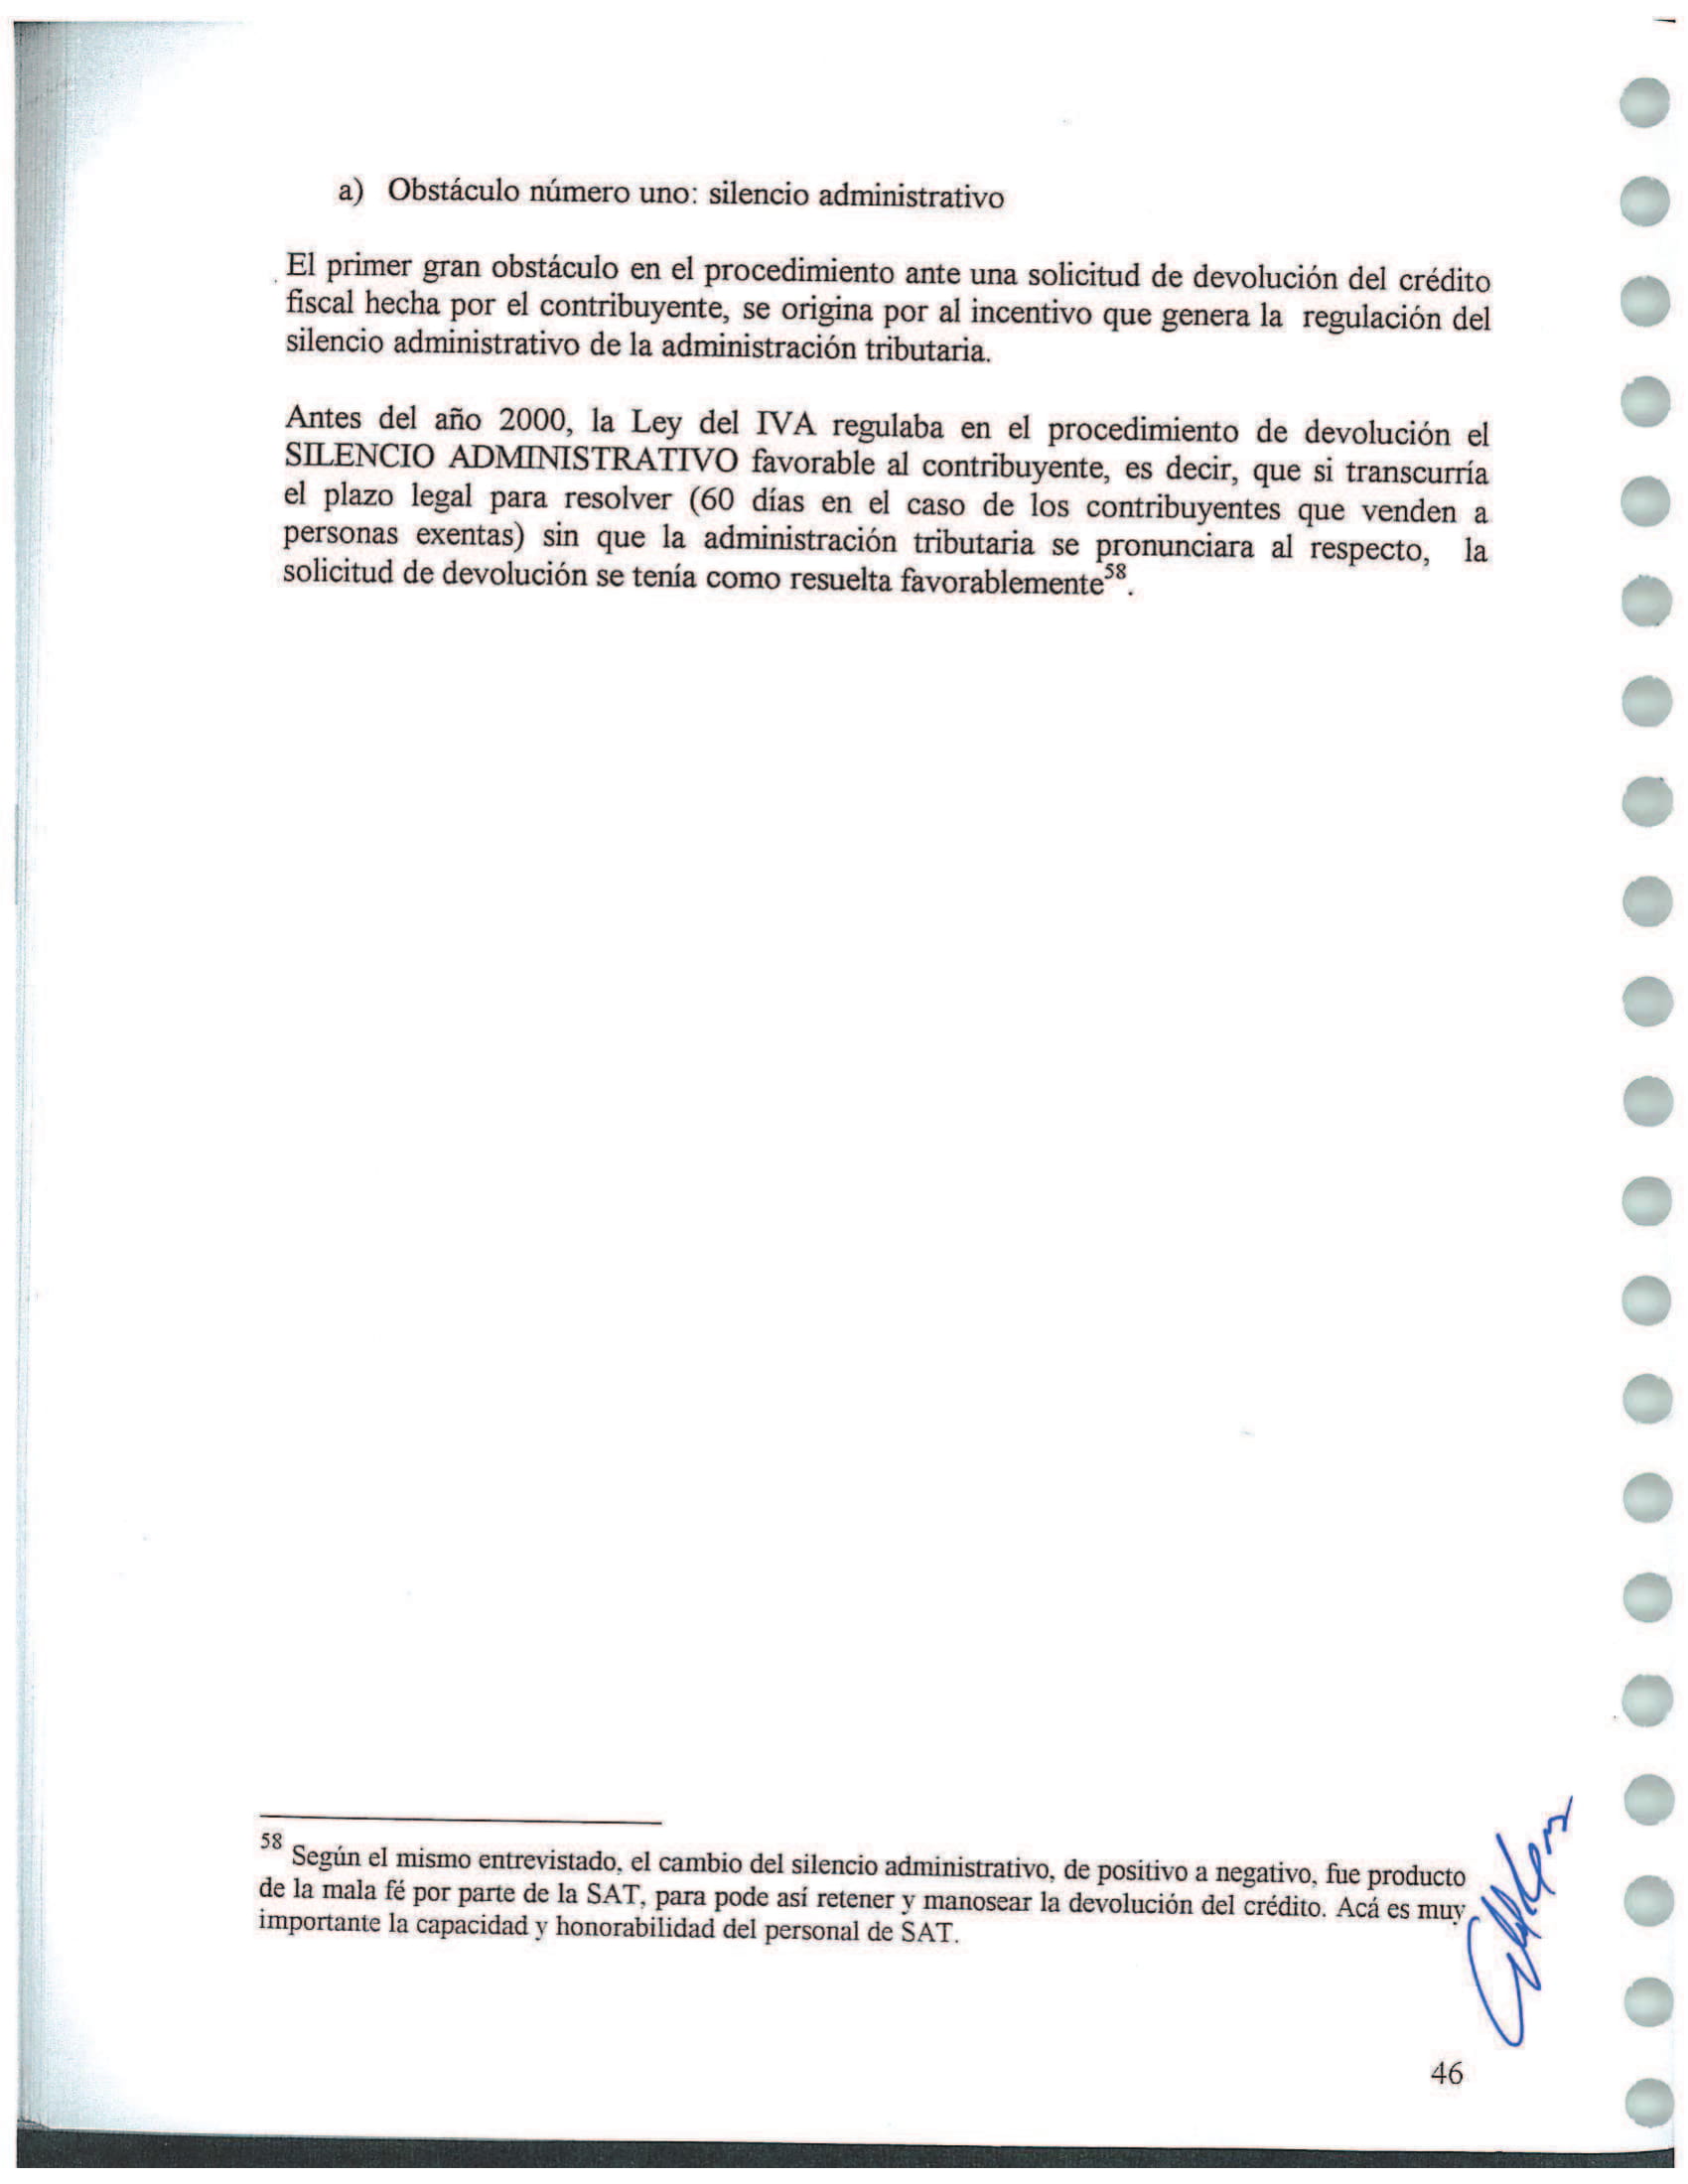 a) Obstáculo número uno: silencio administrativo
El primer gran obstáculo en el procedimiento ante una solicitud de devolución del crédito
fiscal hecha por el contribuyente, se origina por al incentivo que genera la regulación del
silencio administrativo de la administración tributaria.
Antes del año 2000, la Ley del IVA regulaba en el procedimiento de devolución el
SILENCIO ADMINISTRATIVO favorable al contribuyente, es decir, que si transcurría
el plazo legal para resolver (60 días en el caso de los contribuyentes que venden a
personas exentas) sin que la administración tributaria se pronunciara al respecto, la
solicitud de devolución se tenía como resuelta favorablemente58.
58 Según el mismo entrevistado, el cambio del silencio administrativo, de positivo a negativo, fue producto
de la mala fé por parte de la SAT, para pode así retener y manosear la devolución del crédito. Acá es muy
importante la capacidad y honorabilidad del personal de SAT.
46